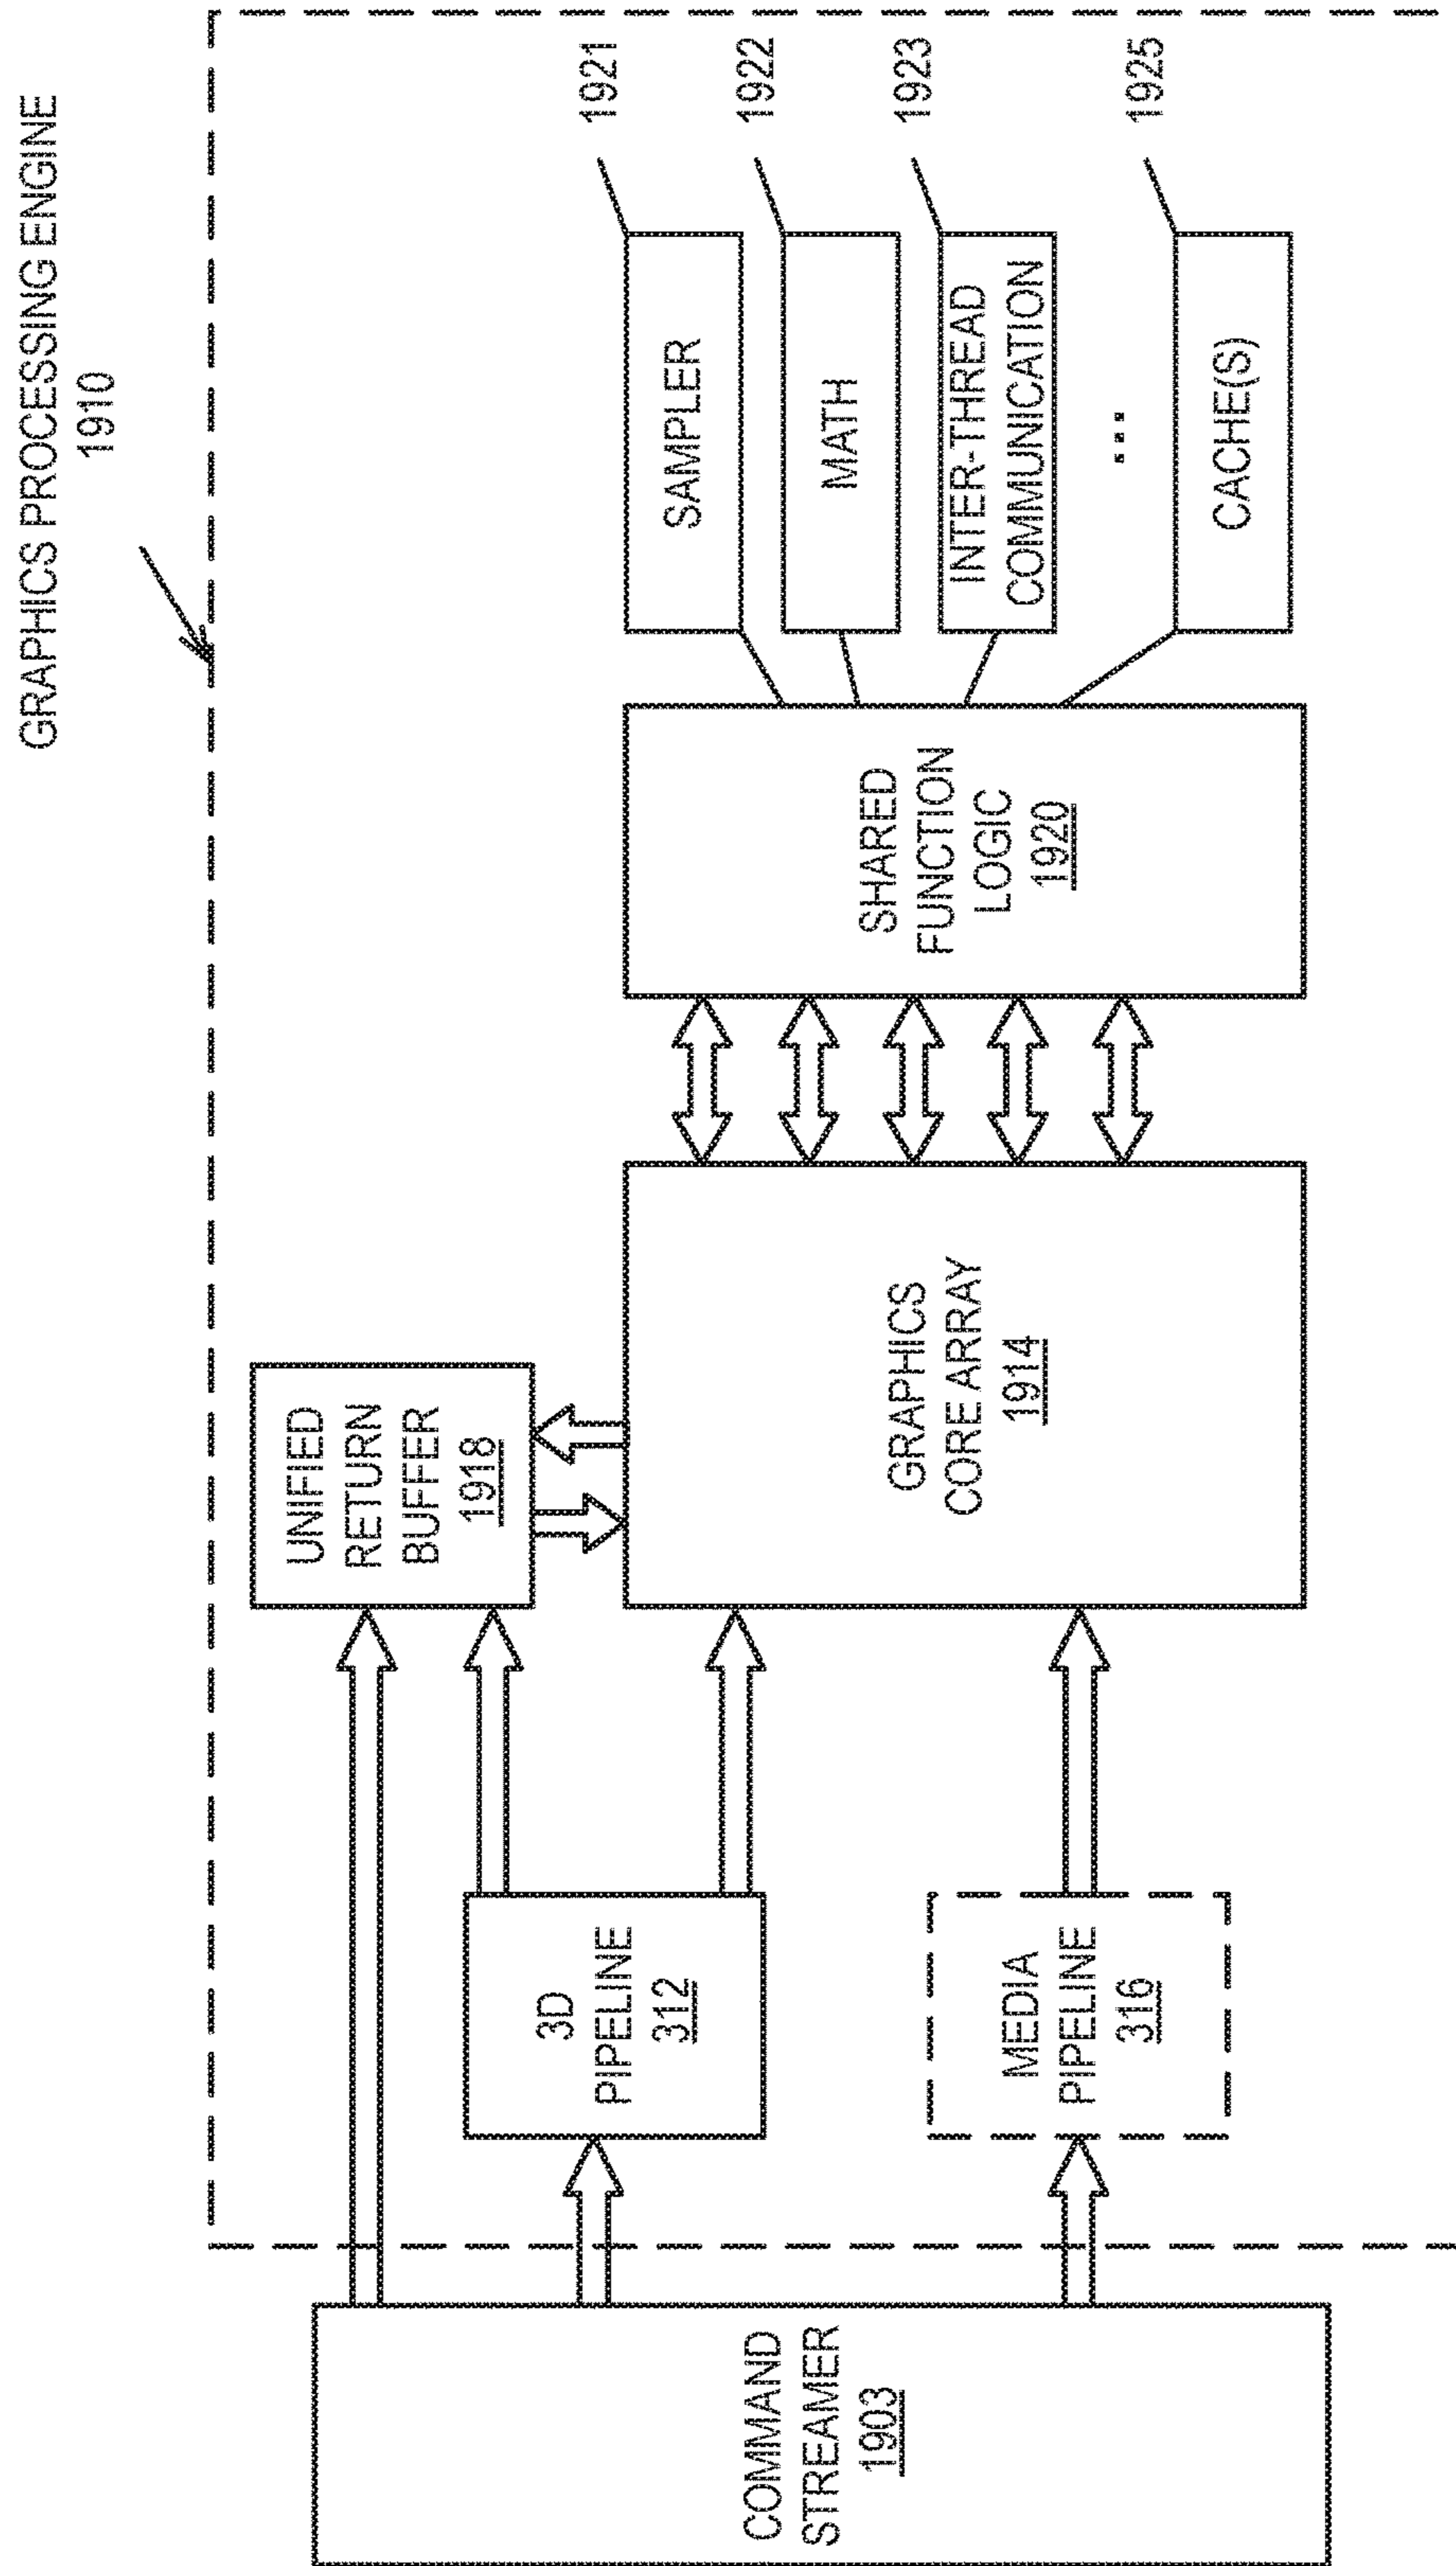 GRAPHICS PROCESSING ENGINE
1910
COMMAND
STREAMER
1903
3D
PIPELINE
312
MEDIA
PIPELINE
316
UNIFIED
RETURN
BUFFER
1918
GRAPHICS
CORE ARRAY
1914
SHARED
FUNCTION
LOGIC
1920
SAMPLER
1921
MATH
1922
INTER-THREAD
COMMUNICATION
1923
...
CACHE(S)
1925